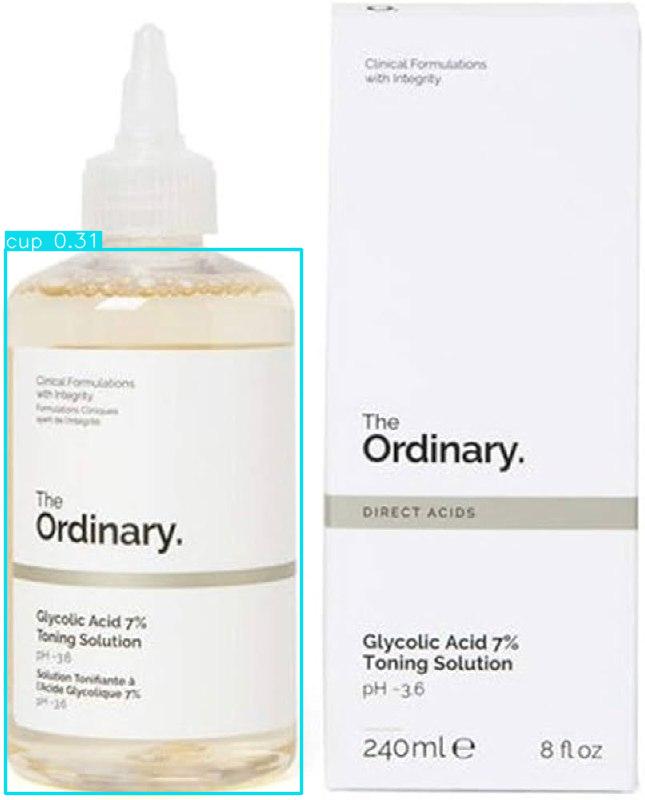 cup 0.31
Clinical Formulations
with Integrity
Formulations Cliniques
avec de l'intégrité
The
Ordinary.
Glycolic Acid 7%
Toning Solution
pH ~3.6
Solution Tonifiante à
l'Acide Glycolique 7%
pH ~3.6
Clinical Formulations
with Integrity
The
Ordinary.
DIRECT ACIDS
Glycolic Acid 7%
Toning Solution
pH ~3.6
240ml ℮ 8 fl oz